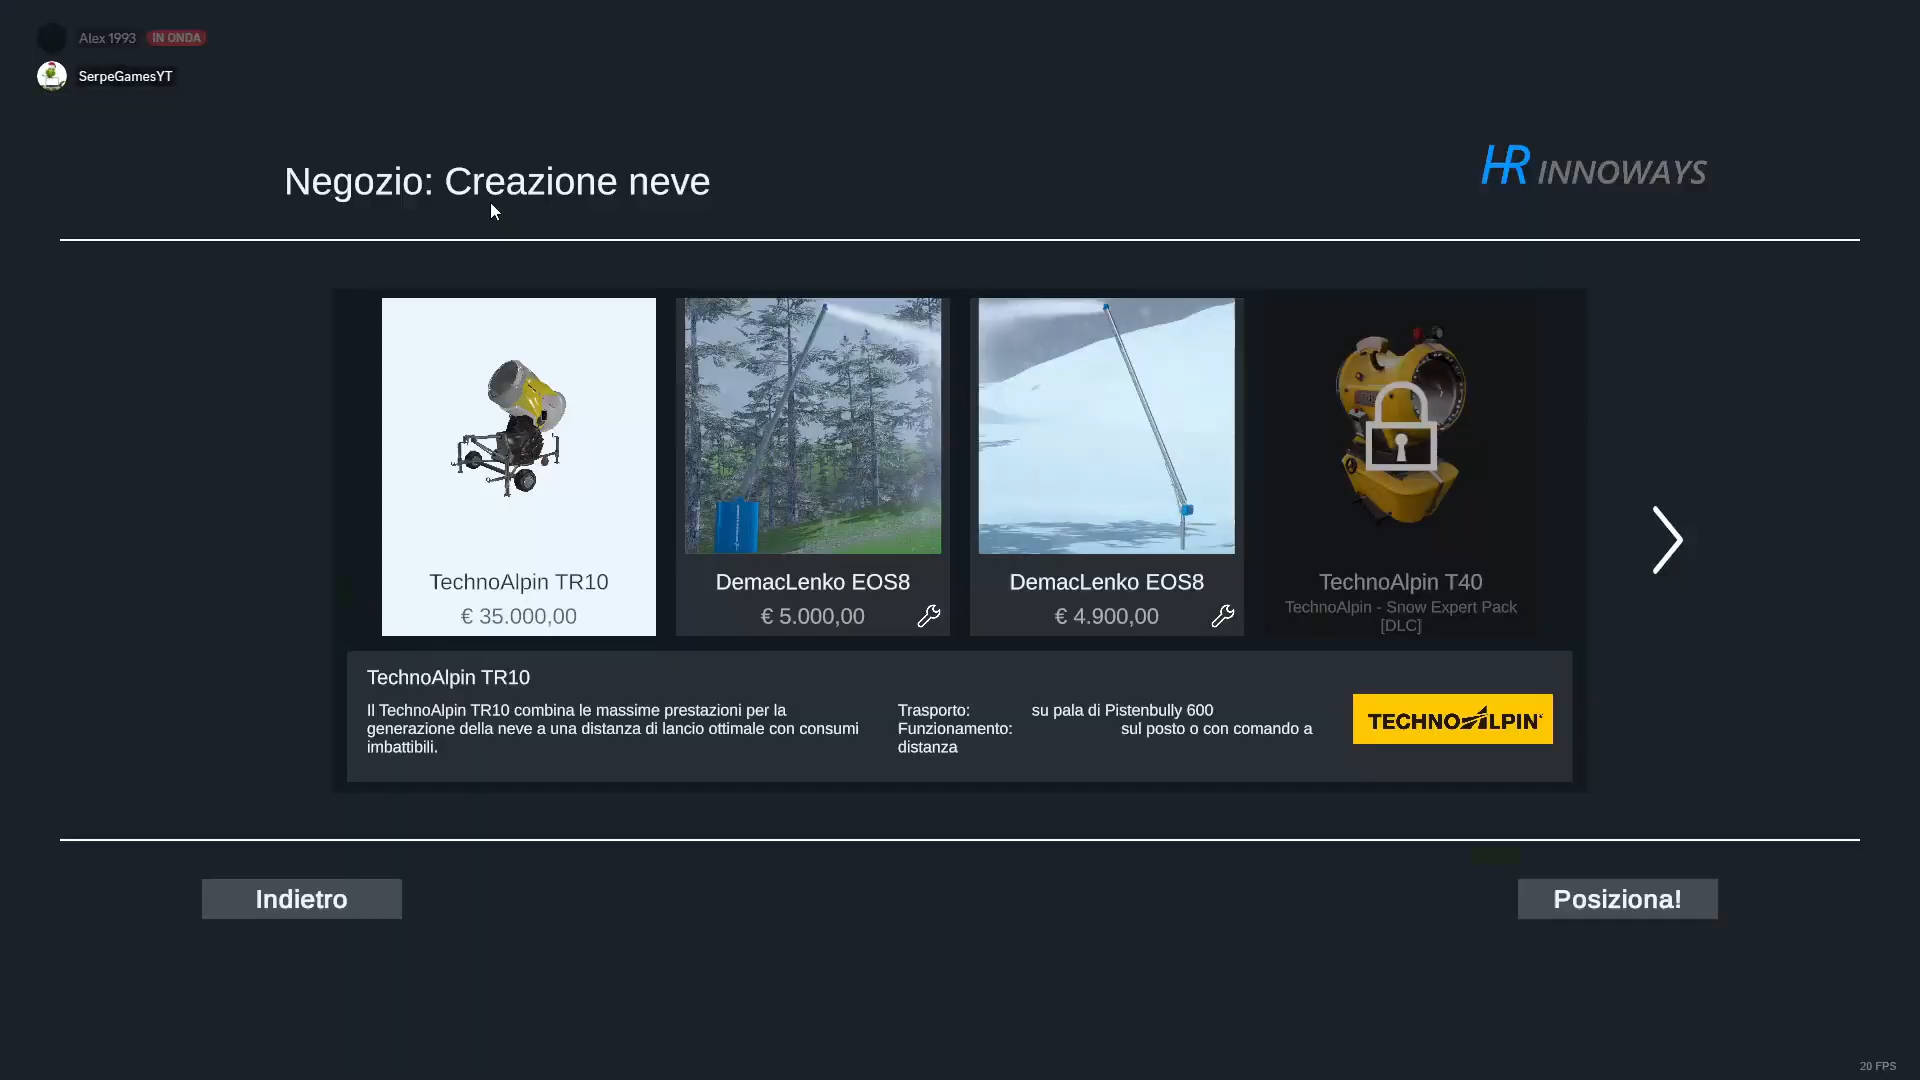 Alex 1993 IN ONDA
SerpeGamesYT
Negozio: Creazione neve
HR INNOWAYS
TechnoAlpin TR10
€ 35.000,00
DemacLenko EOS8
€ 5.000,00
DemacLenko EOS8
€ 4.900,00
TechnoAlpin T40
TechnoAlpin - Snow Expert Pack
[DLC]
TechnoAlpin TR10
Il TechnoAlpin TR10 combina le massime prestazioni per la
generazione della neve a una distanza di lancio ottimale con consumi
imbattibili.
Trasporto: su pala di Pistenbully 600
Funzionamento: sul posto o con comando a
distanza
TECHNOALPIN
Indietro
Posiziona!
20 FPS